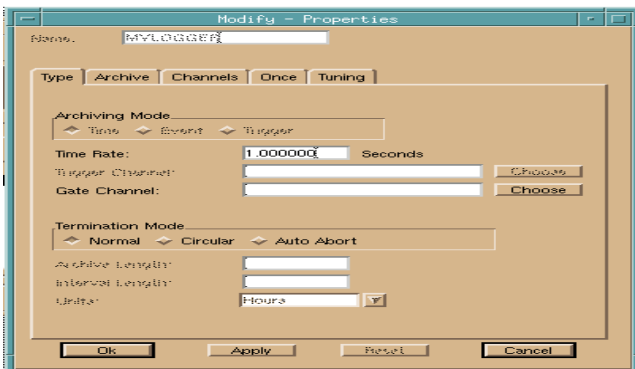 Modify - Properties
Name: MYLOGGER
Type Archive Channels Once Tuning
Archiving Mode
Time Event Trigger
Time Rate: 1.000000 Seconds
Trigger Channel: Choose
Gate Channel: Choose
Termination Mode
Normal Circular Auto Abort
Archive Length:
Interval Length:
Units: Hours
Ok Apply Reset Cancel